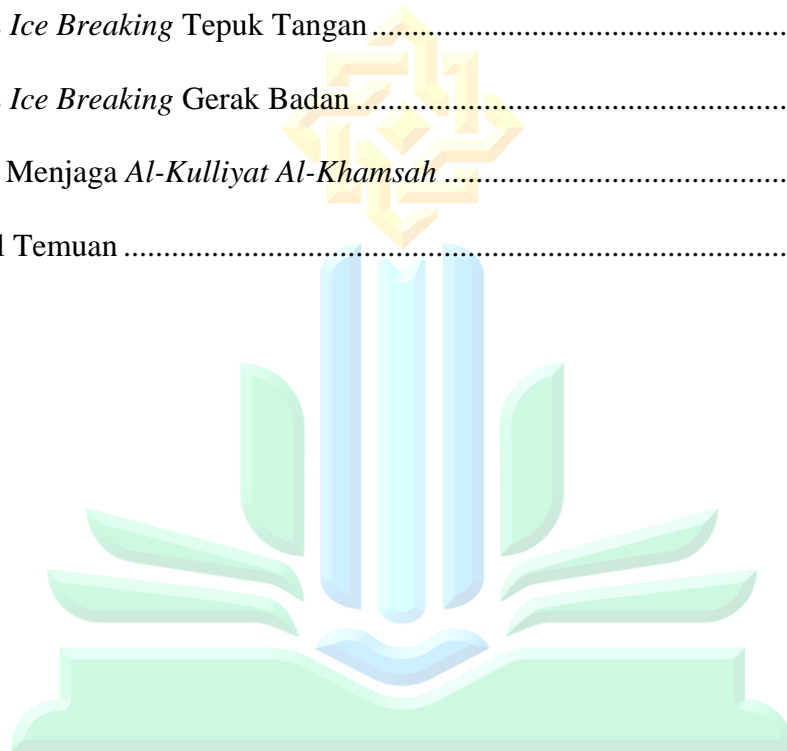 Ice Breaking Tepuk Tangan....................................................
Ice Breaking Gerak Badan ......................................................
Menjaga Al-Kulliyat Al-Khamsah ...........................................
Temuan...................................................................................